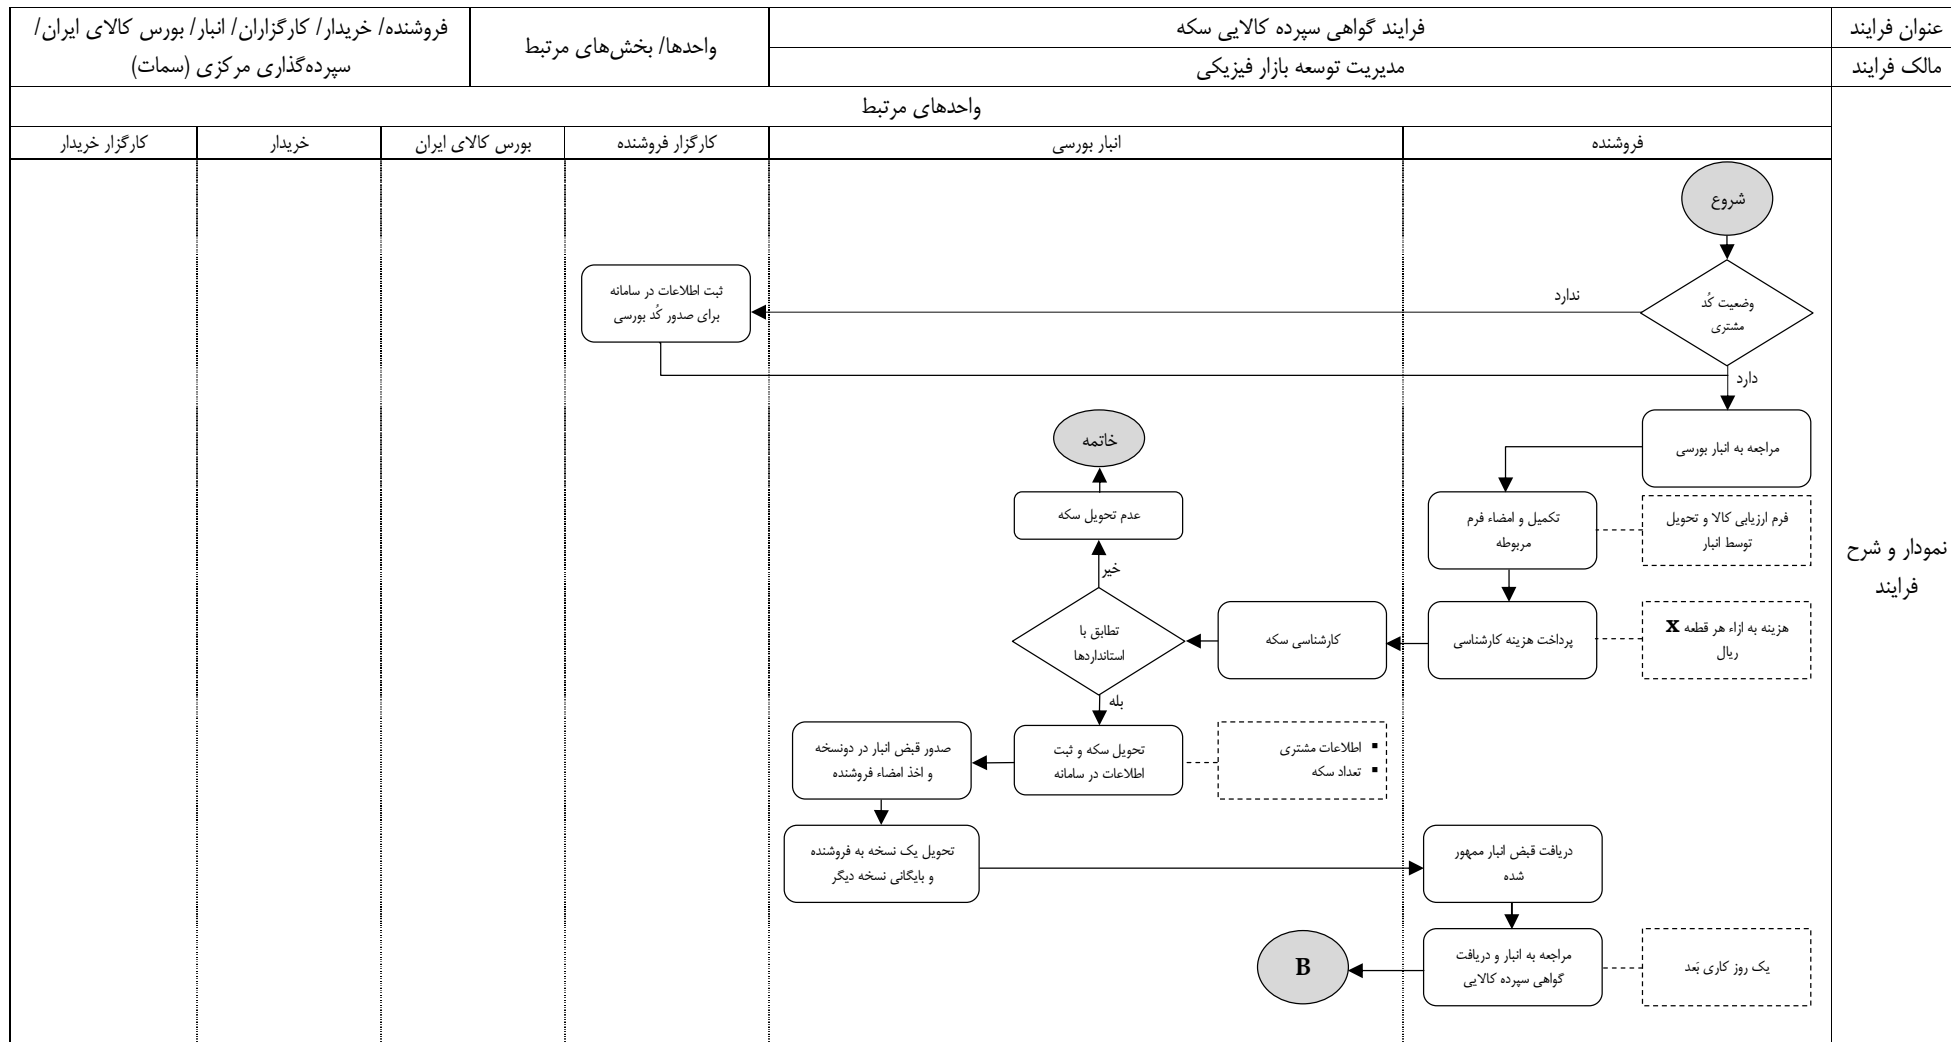 عنوان فرایند
فرایند گواهی سپرده کالایی سکه
واحدها/ بخش‌های مرتبط
فروشنده/ خریدار/ کارگزاران/ انبار/ بورس کالای ایران/
سپرده‌گذاری مرکزی (سمات)
مالک فرایند
مدیریت توسعه بازار فیزیکی
نمودار و شرح
فرایند
واحدهای مرتبط
فروشنده
انبار بورسی
کارگزار فروشنده
بورس کالای ایران
خریدار
کارگزار خریدار
شروع
وضعیت کُد
مشتری
ندارد
ثبت اطلاعات در سامانه
برای صدور کُد بورسی
دارد
مراجعه به انبار بورسی
خاتمه
عدم تحویل سکه
فرم ارزیابی کالا و تحویل
توسط انبار
تکمیل و امضاء فرم
مربوطه
خیر
هزینه به ازاء هر قطعه x
ریال
پرداخت هزینه کارشناسی
کارشناسی سکه
تطابق با
استانداردها
بله
▪ اطلاعات مشتری
▪ تعداد سکه
تحویل سکه و ثبت
اطلاعات در سامانه
صدور قبض انبار در دونسخه
و اخذ امضاء فروشنده
تحویل یک نسخه به فروشنده
و بایگانی نسخه دیگر
دریافت قبض انبار ممهور
شده
یک روز کاری بَعد
مراجعه به انبار و دریافت
گواهی سپرده کالایی
B